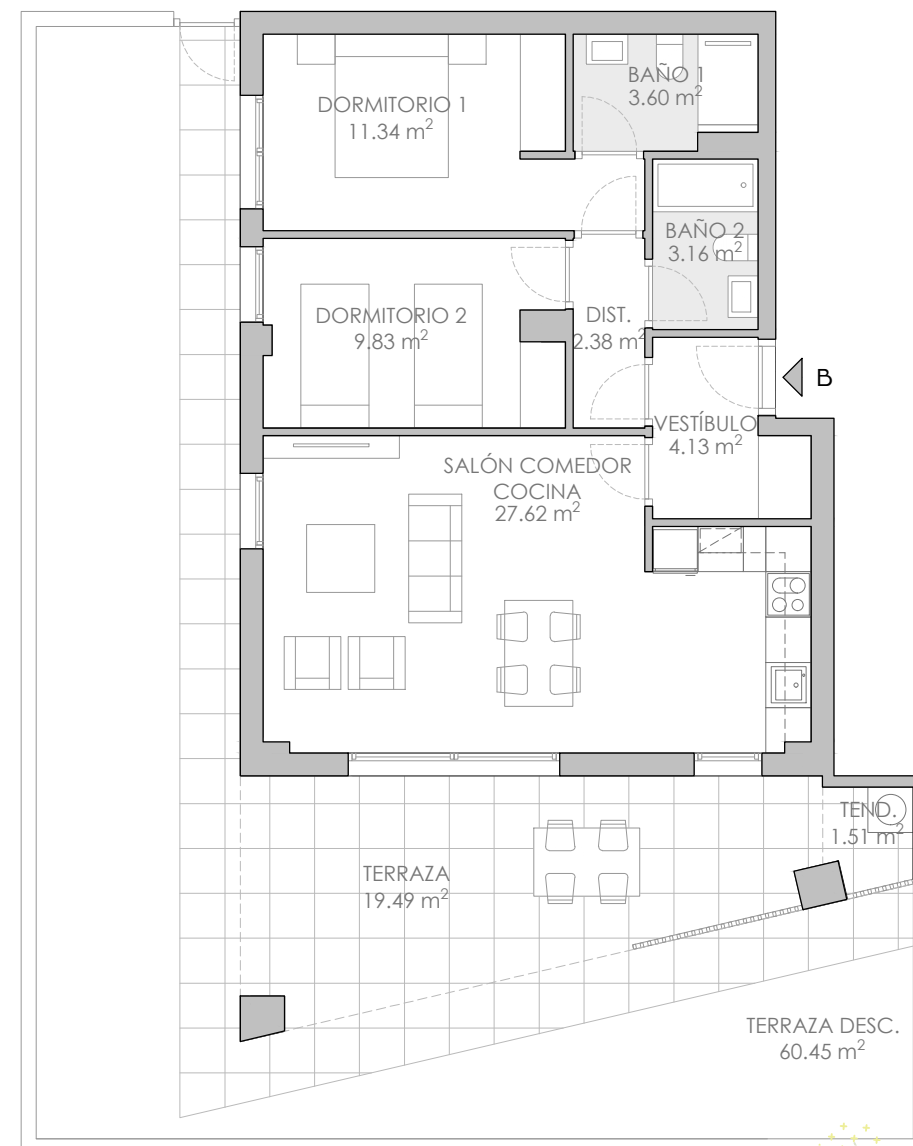 DORMITORIO 1
11.34 m²
BAÑO 1
3.60 m²
BAÑO 2
3.16 m²
DORMITORIO 2
9.83 m²
DIST.
2.38 m²
B
VESTÍBULO
4.13 m²
SALÓN COMEDOR
COCINA
27.62 m²
TEND.
1.51 m²
TERRAZA
19.49 m²
TERRAZA DESC.
60.45 m²